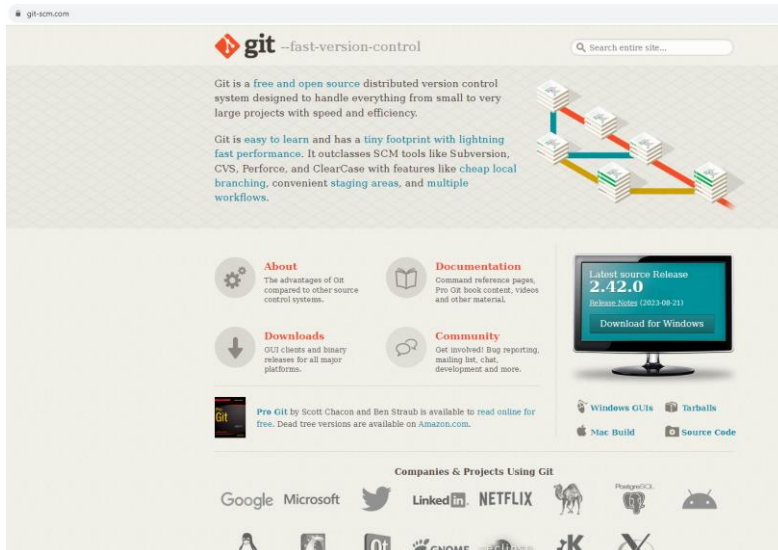 git-scm.com
git --fast-version-control
Search entire site...
Git is a free and open source distributed version control
system designed to handle everything from small to very
large projects with speed and efficiency.
Git is easy to learn and has a tiny footprint with lightning
fast performance. It outclasses SCM tools like Subversion,
CVS, Perforce, and ClearCase with features like cheap local
branching, convenient staging areas, and multiple
workflows.
About
The advantages of Git
compared to other source
control systems.
Documentation
Command reference pages,
Pro Git book content, videos
and other material.
Downloads
GUI clients and binary
releases for all major
platforms.
Community
Get involved! Bug reporting,
mailing list, chat,
development and more.
Latest source Release
2.42.0
Release Notes (2023-08-21)
Download for Windows
Windows GUIs
Tarballs
Mac Build
Source Code
Git
Pro Git by Scott Chacon and Ben Straub is available to read online for
free. Dead tree versions are available on Amazon.com.
Companies & Projects Using Git
Google Microsoft Linked in NETFLIX PostgreSQL
Qt GNOME eclipse K X